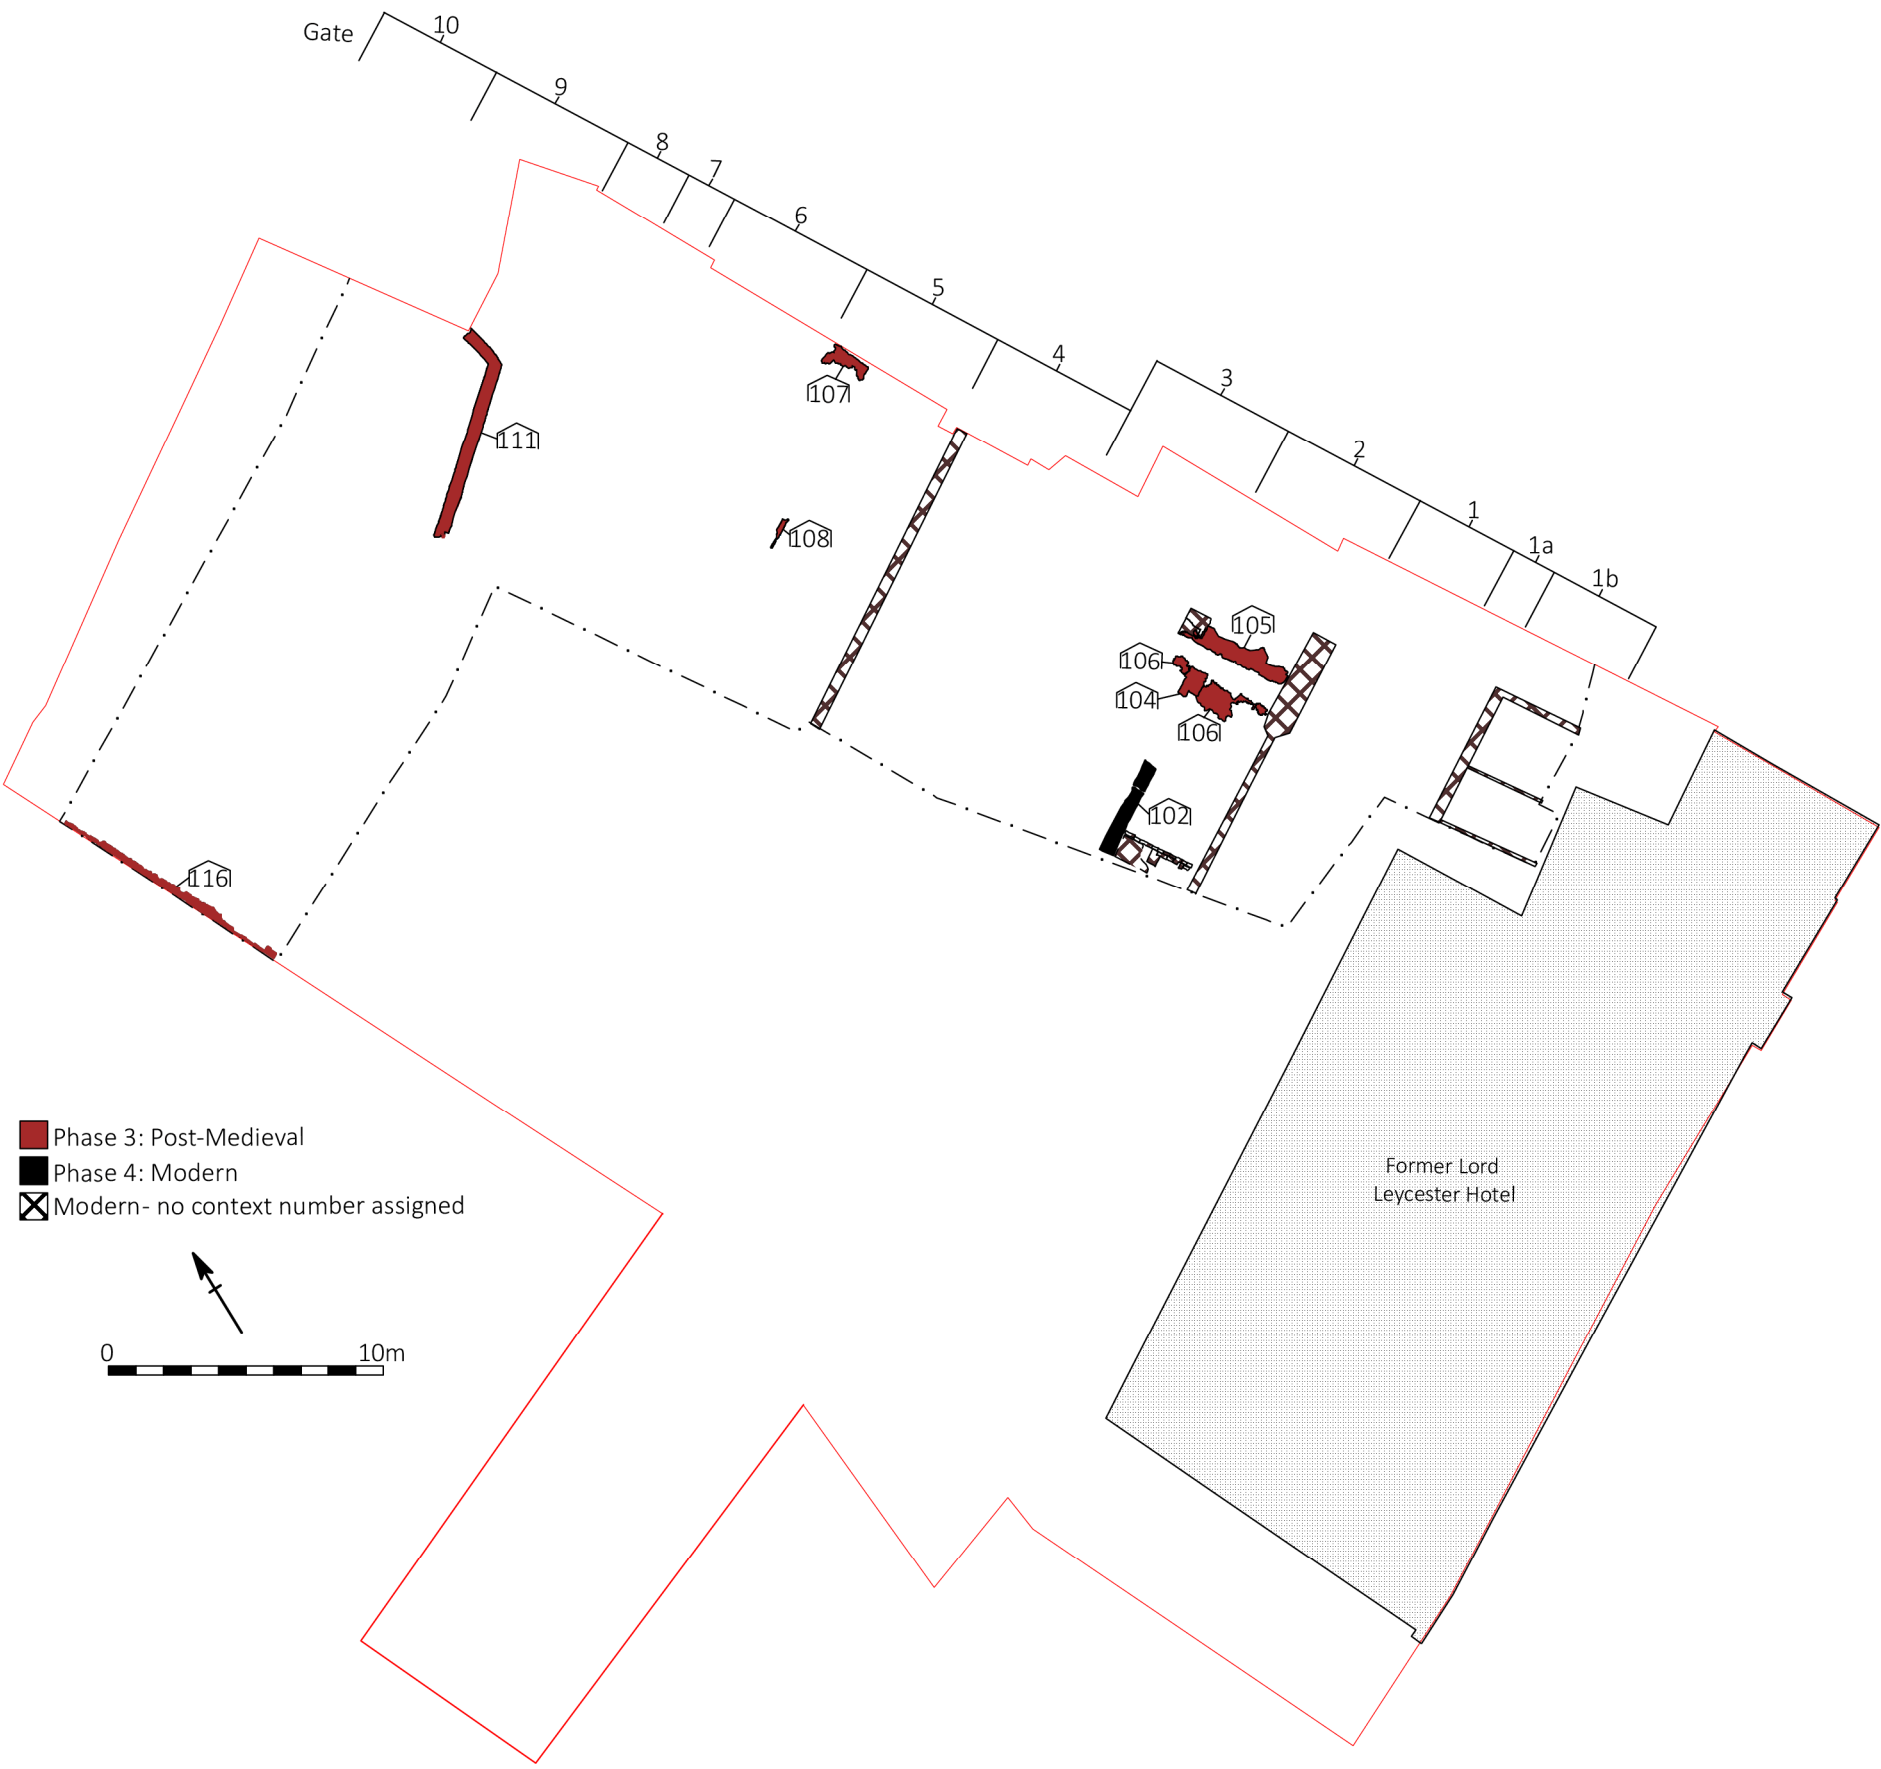 Gate
10
9
8
7
6
5
4
3
2
1
1a
1b
107
111
108
105
106
104
106
102
116
Phase 3: Post-Medieval
Phase 4: Modern
Modern- no context number assigned
Former Lord
Leycester Hotel
0 10m